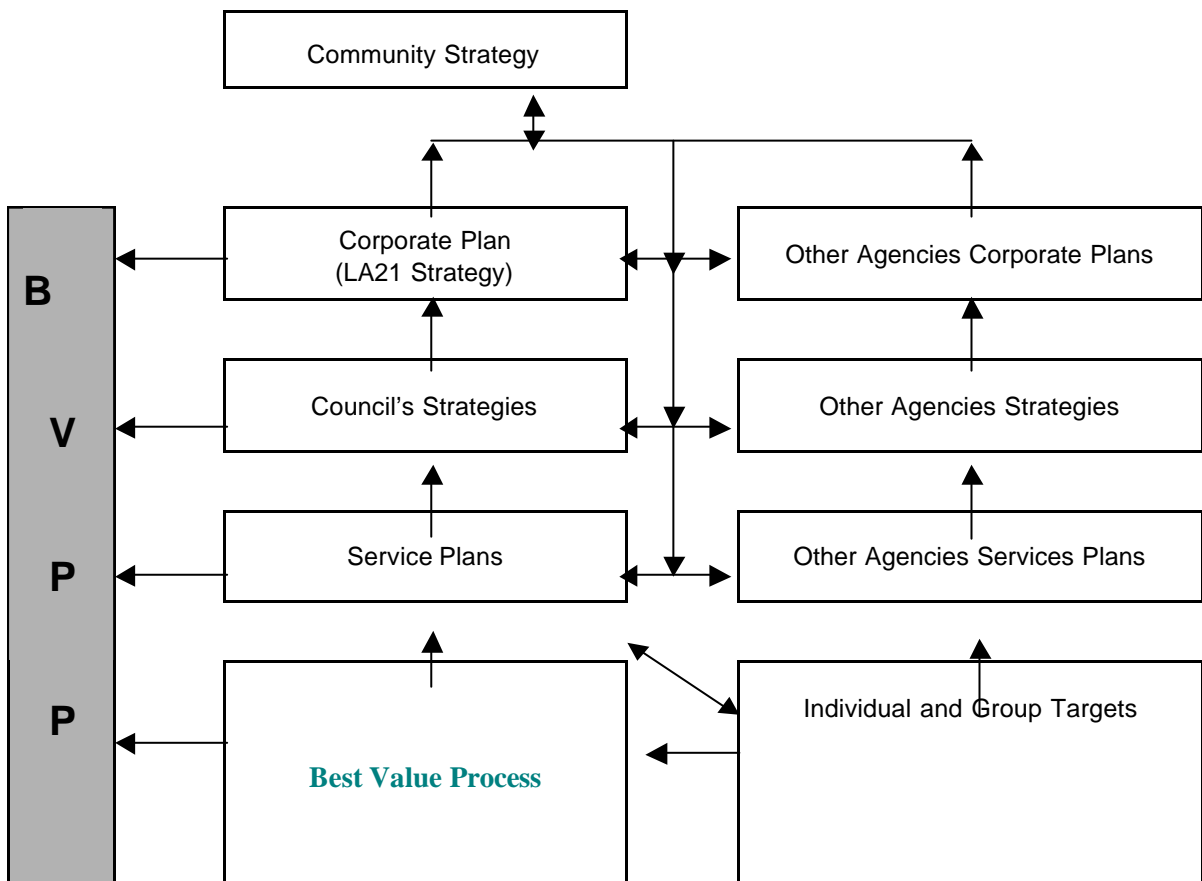 Community Strategy
B
V
P
P
Corporate Plan
(LA21 Strategy)
Other Agencies Corporate Plans
Council’s Strategies
Other Agencies Strategies
Service Plans
Other Agencies Services Plans
Best Value Process
Individual and Group Targets